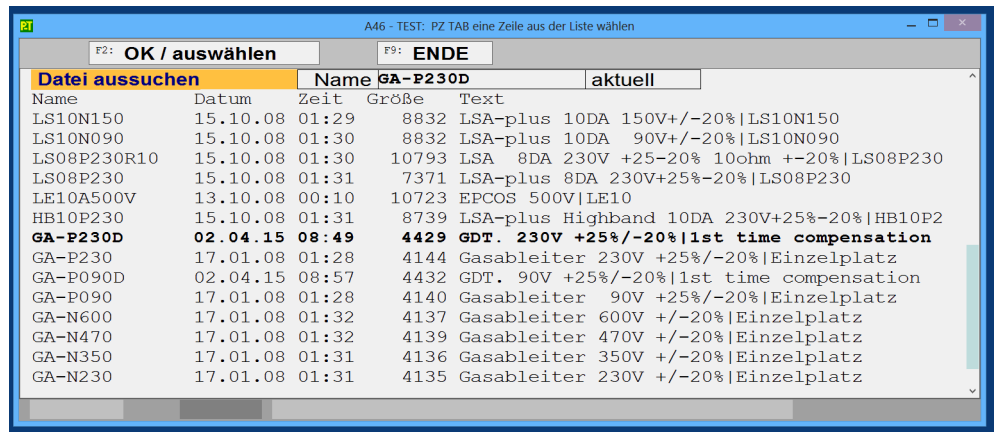 PT A46 - TEST: PZ TAB eine Zeile aus der Liste wählen
F2: OK / auswählen F9: ENDE
Datei aussuchen Name GA-P230D aktuell
Name Datum Zeit Größe Text
LS10N150 15.10.08 01:29 8832 LSA-plus 10DA 150V+/-20%|LS10N150
LS10N090 15.10.08 01:30 8832 LSA-plus 10DA 90V+/-20%|LS10N090
LS08P230R10 15.10.08 01:30 10793 LSA 8DA 230V +25-20% 10ohm +-20%|LS08P230
LS08P230 15.10.08 01:31 7371 LSA-plus 8DA 230V+25%-20%|LS08P230
LE10A500V 13.10.08 00:10 10723 EPCOS 500V|LE10
HB10P230 15.10.08 01:31 8739 LSA-plus Highband 10DA 230V+25%-20%|HB10P2
GA-P230D 02.04.15 08:49 4429 GDT. 230V +25%/-20%|1st time compensation
GA-P230 17.01.08 01:28 4144 Gasableiter 230V +25%/-20%|Einzelplatz
GA-P090D 02.04.15 08:57 4432 GDT. 90V +25%/-20%|1st time compensation
GA-P090 17.01.08 01:28 4140 Gasableiter 90V +25%/-20%|Einzelplatz
GA-N600 17.01.08 01:32 4137 Gasableiter 600V +/-20%|Einzelplatz
GA-N470 17.01.08 01:32 4139 Gasableiter 470V +/-20%|Einzelplatz
GA-N350 17.01.08 01:31 4136 Gasableiter 350V +/-20%|Einzelplatz
GA-N230 17.01.08 01:31 4135 Gasableiter 230V +/-20%|Einzelplatz